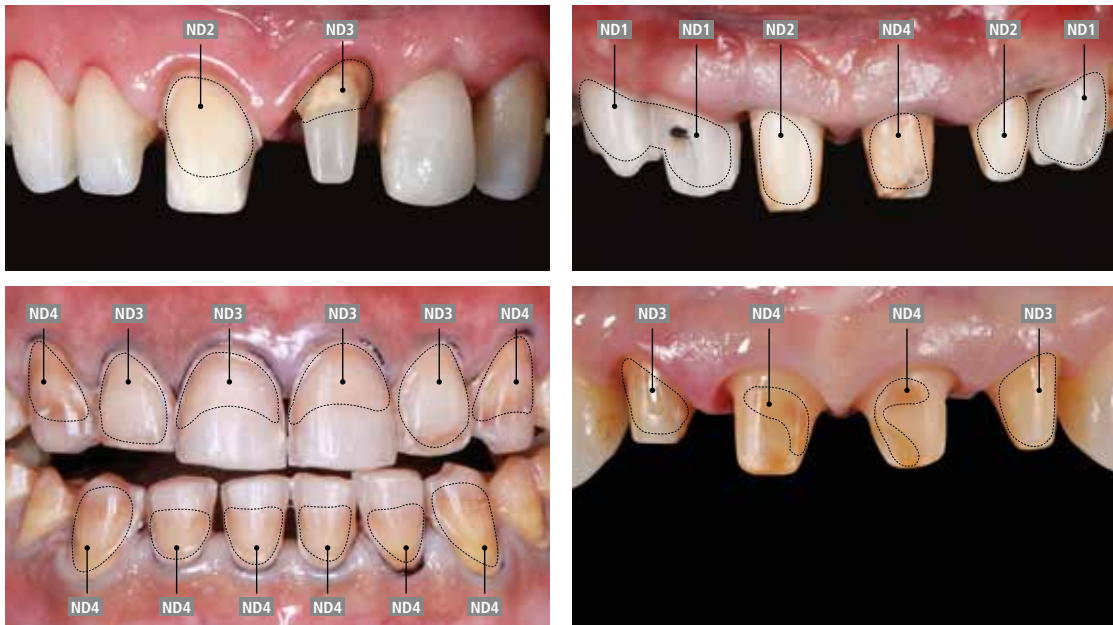 ND2 ND3
ND1 ND1 ND2 ND4 ND2 ND1
ND4 ND3 ND3 ND3 ND3 ND4
ND4 ND4 ND4 ND4 ND4 ND4
ND3 ND4 ND4 ND3